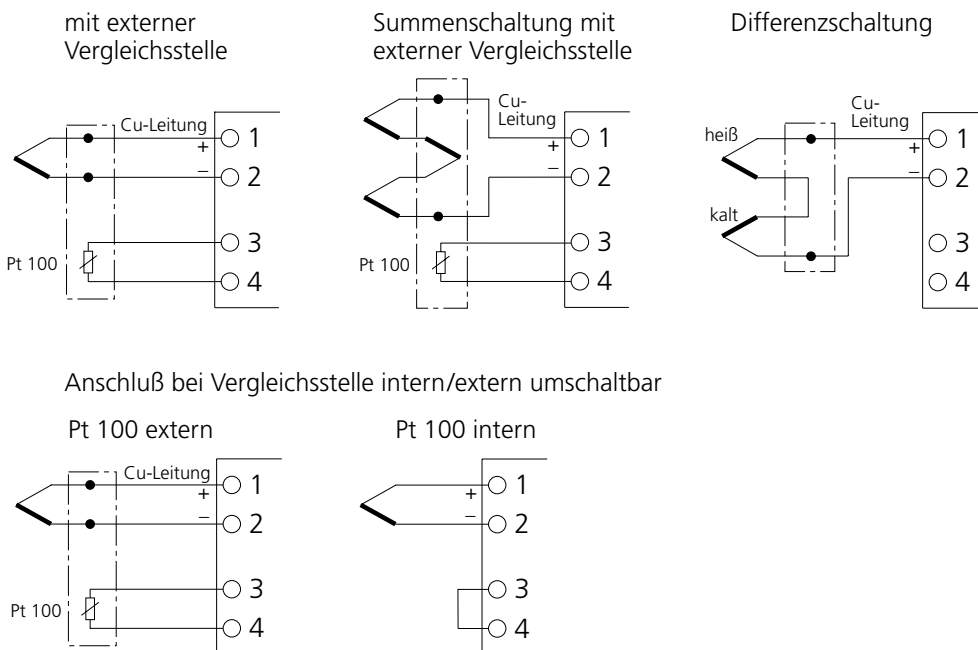 mit externer
Vergleichsstelle
Cu-Leitung
+
–
1
2
3
4
Pt 100
Summenschaltung mit
externer Vergleichsstelle
Cu-
Leitung
+
–
1
2
3
4
Pt 100
Differenzschaltung
Cu-
Leitung
heiß
kalt
+
–
1
2
3
4
Anschluß bei Vergleichsstelle intern/extern umschaltbar
Pt 100 extern
Cu-Leitung
+
–
1
2
3
4
Pt 100
Pt 100 intern
+
–
1
2
3
4